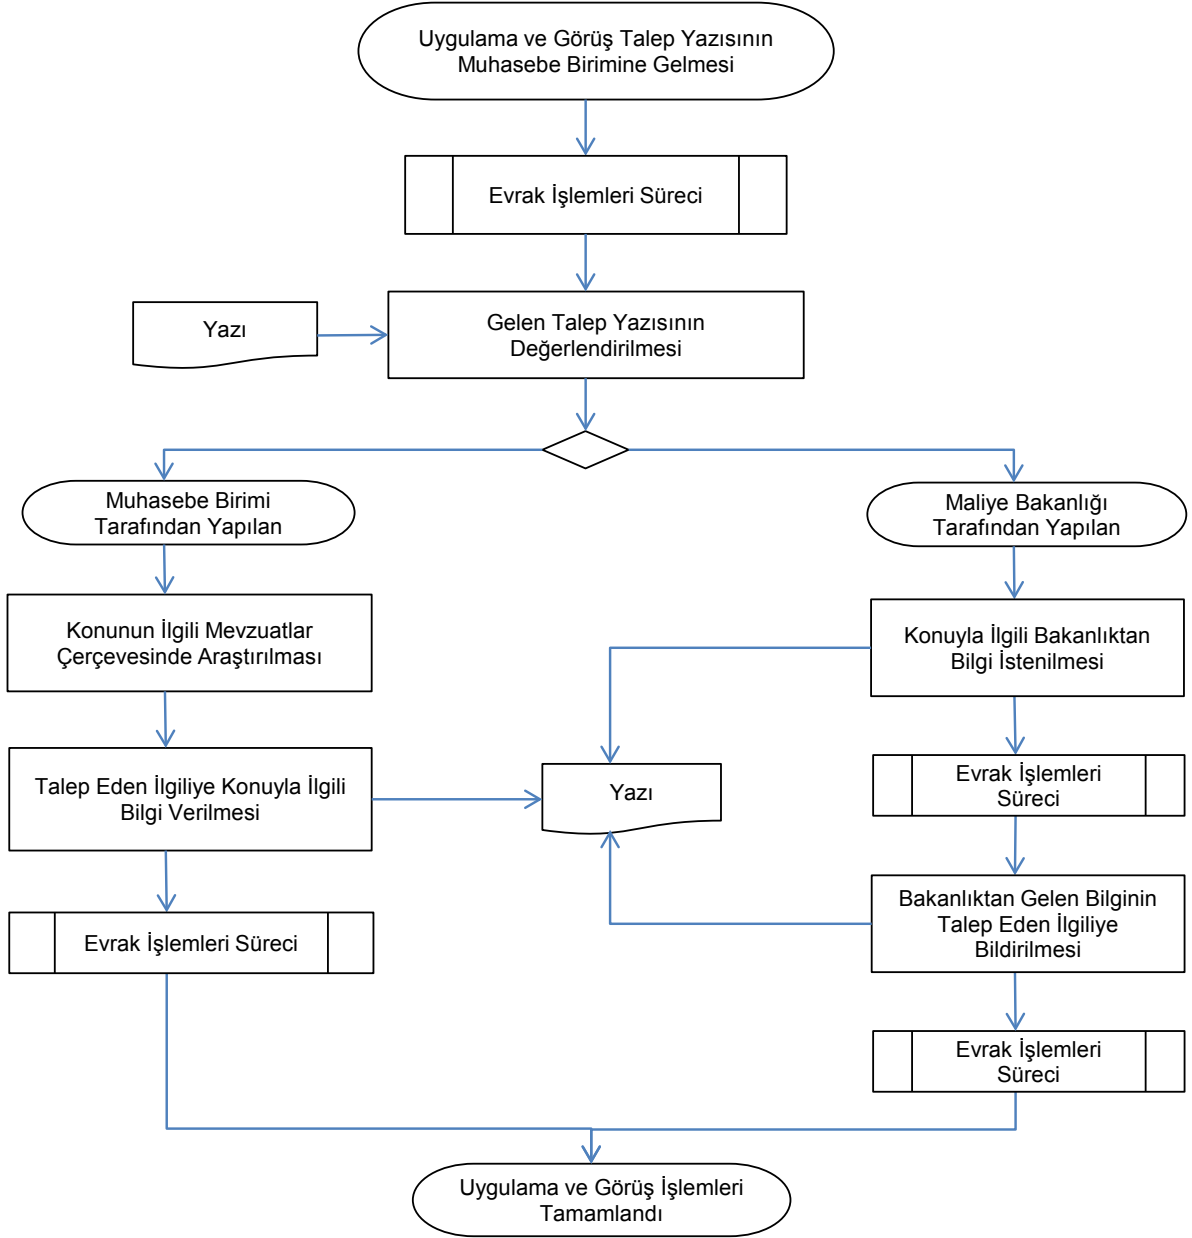 Uygulama ve Görüş Talep Yazısının
Muhasebe Birimine Gelmesi
Evrak İşlemleri Süreci
Yazı
Gelen Talep Yazısının
Değerlendirilmesi
Muhasebe Birimi
Tarafından Yapılan
Konunun İlgili Mevzuatlar
Çerçevesinde Araştırılması
Talep Eden İlgiliye Konuyla İlgili
Bilgi Verilmesi
Evrak İşlemleri Süreci
Yazı
Maliye Bakanlığı
Tarafından Yapılan
Konuyla İlgili Bakanlıktan
Bilgi İstenilmesi
Evrak İşlemleri
Süreci
Bakanlıktan Gelen Bilginin
Talep Eden İlgiliye
Bildirilmesi
Evrak İşlemleri
Süreci
Uygulama ve Görüş İşlemleri
Tamamlandı